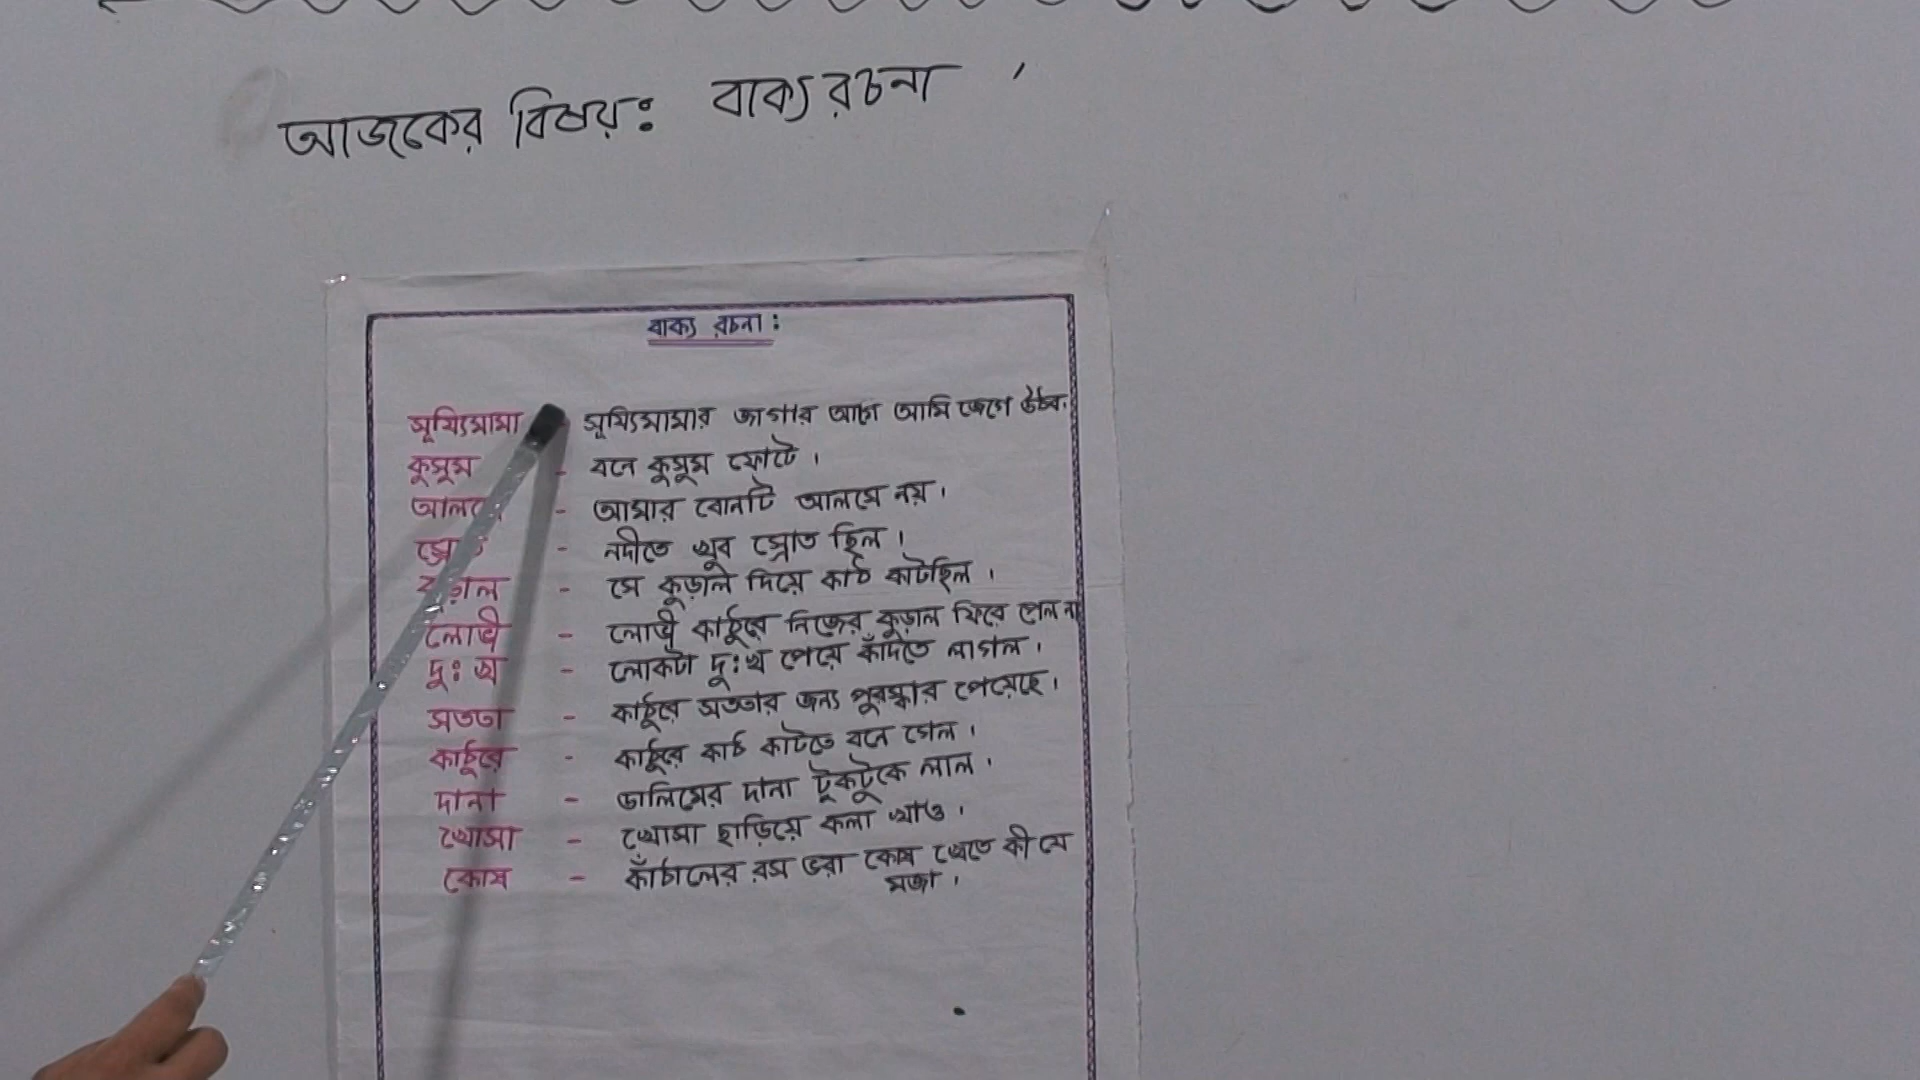 আজকের বিষয়: বাক্য রচনা
বাক্য রচনা:
সূয্যিমামা সূয্যিমামার জাগার আগে আমি জেগে উঠব।
কুসুম - বনে কুসুম ফোটে।
আলসে - আমার বোনটি আলসে নয়।
স্রোত - নদীতে খুব স্রোত ছিল।
কুড়াল - সে কুড়াল দিয়ে কাঠ কাটছিল।
লোভী - লোভী কাঠুরে নিজের কুড়াল ফিরে পেল না
দু:খ - লোকটা দু:খ পেয়ে কাঁদতে লাগল।
সততা - কাঠুরে সততার জন্য পুরস্কার পেয়েছে।
কাঠুরে - কাঠুরে কাঠ কাটতে বনে গেল।
দানা - ডালিমের দানা টুকটুকে লাল।
খোসা - খোসা ছাড়িয়ে কলা খাও।
কোষ - কাঁঠালের রস ভরা কোষ খেতে কী যে
মজা।